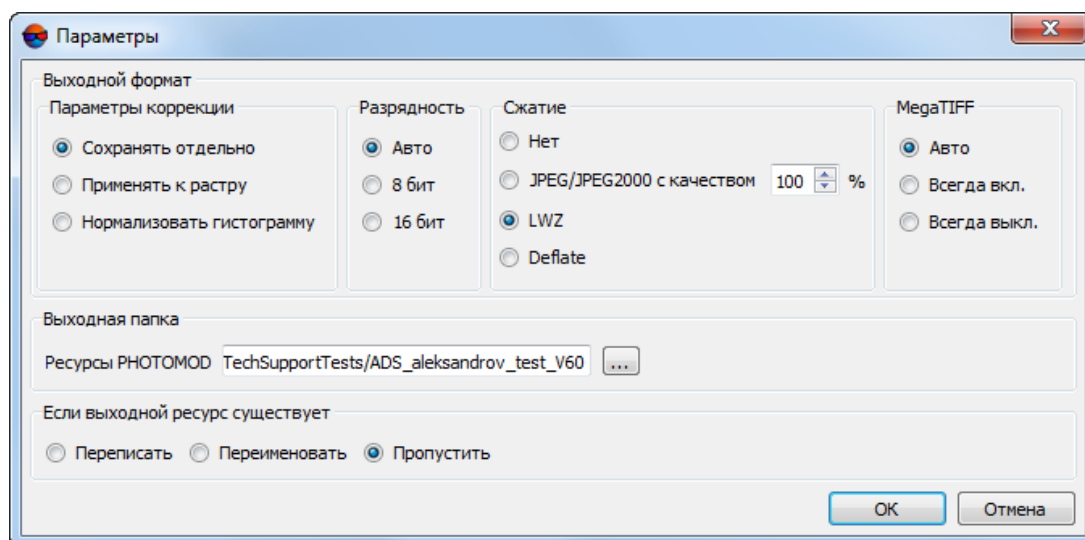 Параметры
Выходной формат
Параметры коррекции
Сохранять отдельно
Применять к растру
Нормализовать гистограмму
Разрядность
Авто
8 бит
16 бит
Сжатие
Нет
JPEG/JPEG2000 с качеством 100 %
LWZ
Deflate
MegaTIFF
Авто
Всегда вкл.
Всегда выкл.
Выходная папка
Ресурсы PHOTOMOD TechSupportTests/ADS_aleksandrov_test_V60 ...
Если выходной ресурс существует
Переписать Переименовать Пропустить
OK Отмена